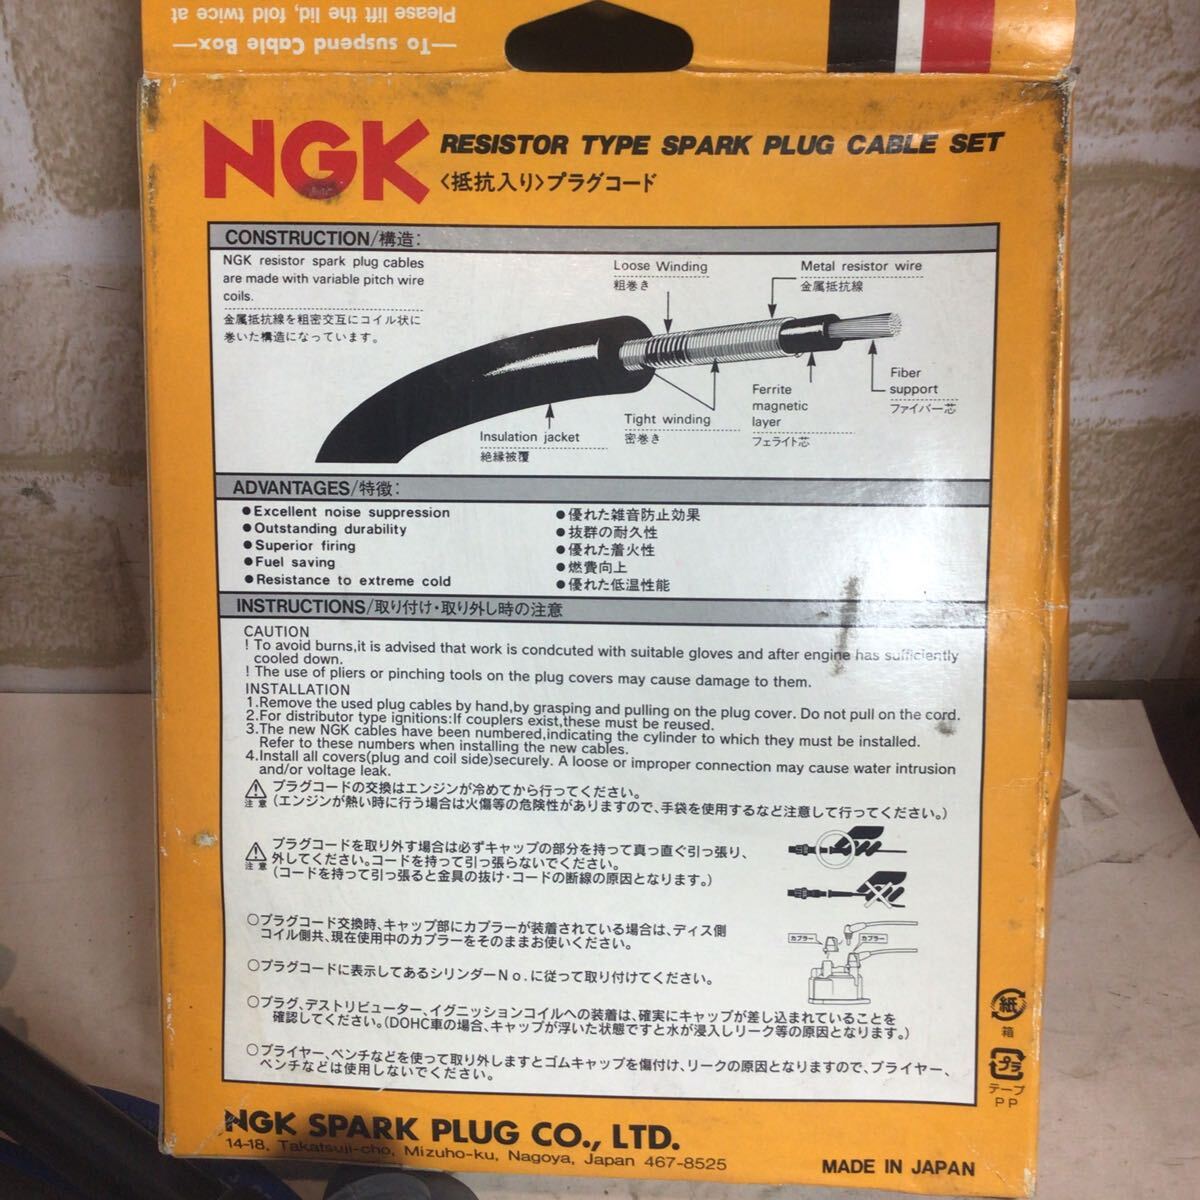 Please lift the lid, fold twice at
—To suspend Cable Box—
NGK RESISTOR TYPE SPARK PLUG CABLE SET
〈抵抗入り〉プラグコード
CONSTRUCTION/構造:
NGK resistor spark plug cables
are made with variable pitch wire
coils.
金属抵抗線を粗密交互にコイル状に
巻いた構造になっています。
Loose Winding
粗巻き
Metal resistor wire
金属抵抗線
Fiber
support
ファイバー芯
Ferrite
magnetic
layer
フェライト芯
Tight winding
密巻き
Insulation jacket
絶縁被覆
ADVANTAGES/特徴:
●Excellent noise suppression
●Outstanding durability
●Superior firing
●Fuel saving
●Resistance to extreme cold
●優れた雑音防止効果
●抜群の耐久性
●優れた着火性
●燃費向上
●優れた低温性能
INSTRUCTIONS/取り付け・取り外し時の注意
CAUTION
! To avoid burns,it is advised that work is condcuted with suitable gloves and after engine has sufficiently
cooled down.
! The use of pliers or pinching tools on the plug covers may cause damage to them.
INSTALLATION
1.Remove the used plug cables by hand,by grasping and pulling on the plug cover. Do not pull on the cord.
2.For distributor type ignitions:If couplers exist,these must be reused.
3.The new NGK cables have been numbered,indicating the cylinder to which they must be installed.
Refer to these numbers when installing the new cables.
4.Install all covers(plug and coil side)securely. A loose or improper connection may cause water intrusion
and/or voltage leak.
注意 プラグコードの交換はエンジンが冷めてから行ってください。
(エンジンが熱い時に行う場合は火傷等の危険性がありますので、手袋を使用するなど注意して行ってください。)
注意 プラグコードを取り外す場合は必ずキャップの部分を持って真っ直ぐ引っ張り、
外してください。コードを持って引っ張らないでください。
(コードを持って引っ張ると金具の抜け・コードの断線の原因となります。)
○プラグコード交換時、キャップ部にカプラーが装着されている場合は、ディス側
コイル側共、現在使用中のカプラーをそのままお使いください。
カプラー
カプラー
○プラグコードに表示してあるシリンダーNo.に従って取り付けてください。
○プラグ、デストリビューター、イグニッションコイルへの装着は、確実にキャップが差し込まれていることを
確認してください。(DOHC車の場合、キャップが浮いた状態ですと水が浸入しリーク等の原因となります。)
○プライヤー、ペンチなどを使って取り外しますとゴムキャップを傷付け、リークの原因となりますので、プライヤー、
ペンチなどは使用しないでください。
紙
箱
プラ
テープ
PP
NGK SPARK PLUG CO., LTD.
14-18, Takatsuji-cho, Mizuho-ku, Nagoya, Japan 467-8525
MADE IN JAPAN